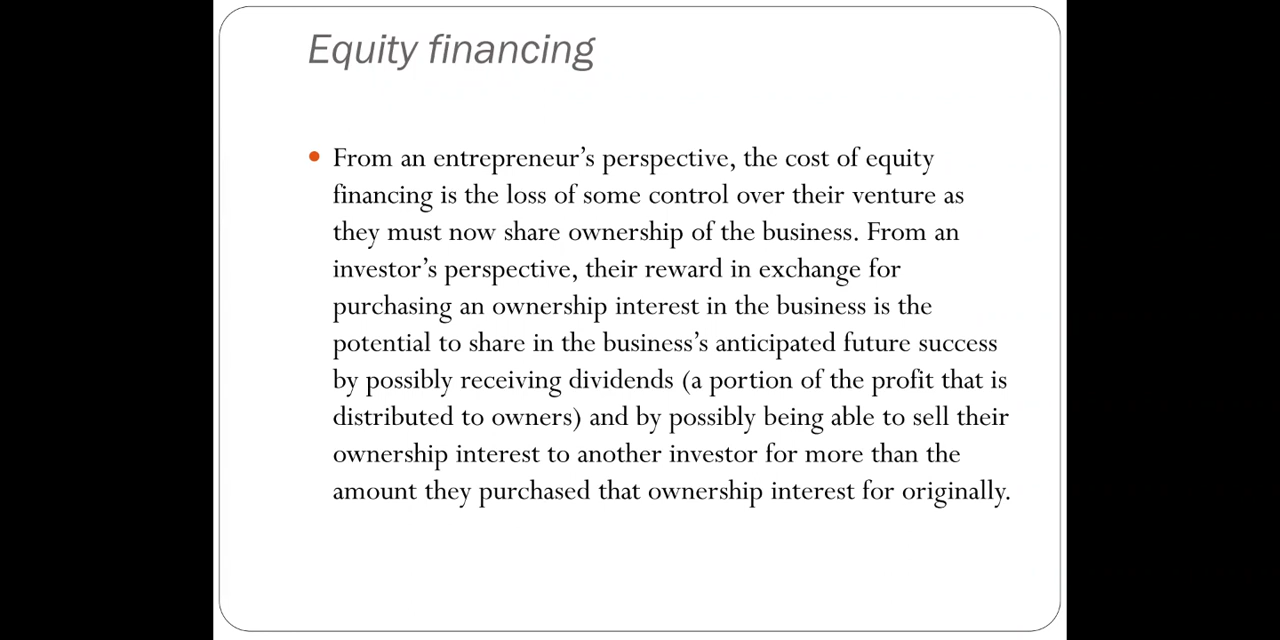 Equity financing
From an entrepreneur’s perspective, the cost of equity
financing is the loss of some control over their venture as
they must now share ownership of the business. From an
investor’s perspective, their reward in exchange for
purchasing an ownership interest in the business is the
potential to share in the business’s anticipated future success
by possibly receiving dividends (a portion of the profit that is
distributed to owners) and by possibly being able to sell their
ownership interest to another investor for more than the
amount they purchased that ownership interest for originally.